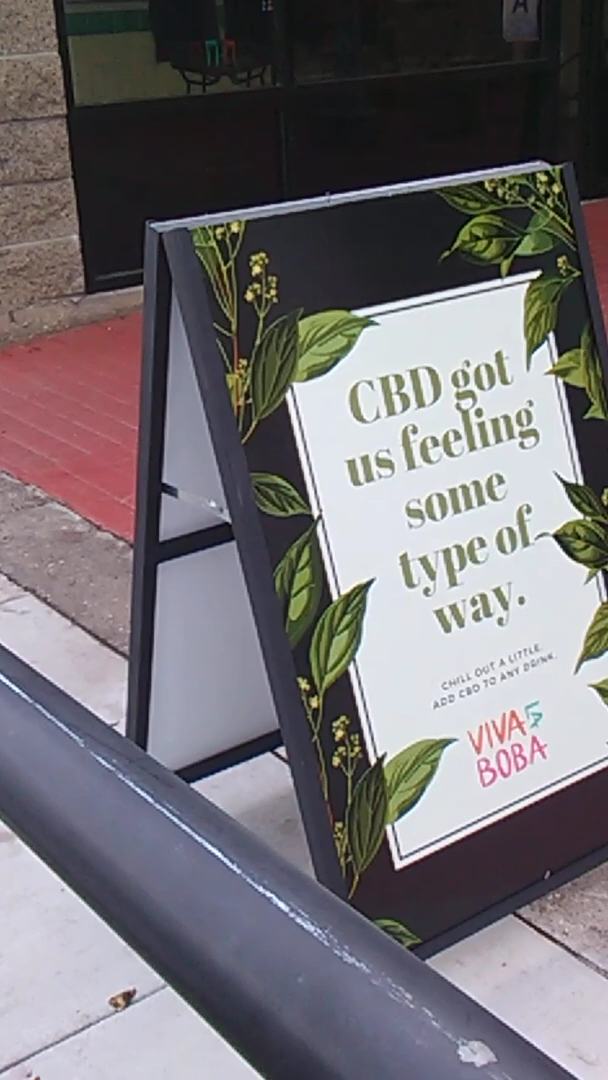 A
CBD got
us feeling
some
type of
way.
CHILL OUT A LITTLE.
ADD CBD TO ANY DRINK.
VIVA
BOBA